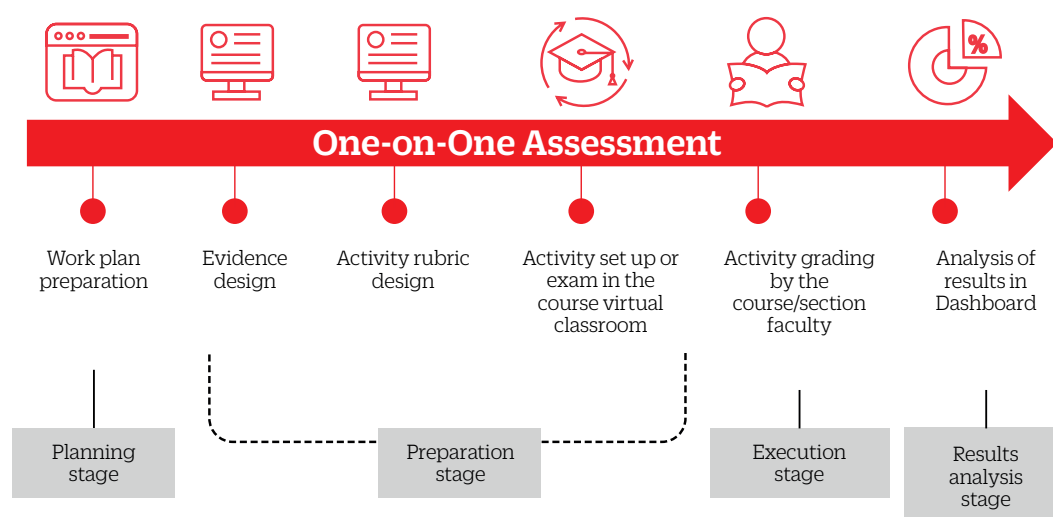 %
One-on-One Assessment
Work plan
preparation
Evidence
design
Activity rubric
design
Activity set up or
exam in the
course virtual
classroom
Activity grading
by the
course/section
faculty
Analysis of
results in
Dashboard
Planning
stage
Preparation
stage
Execution
stage
Results
analysis
stage